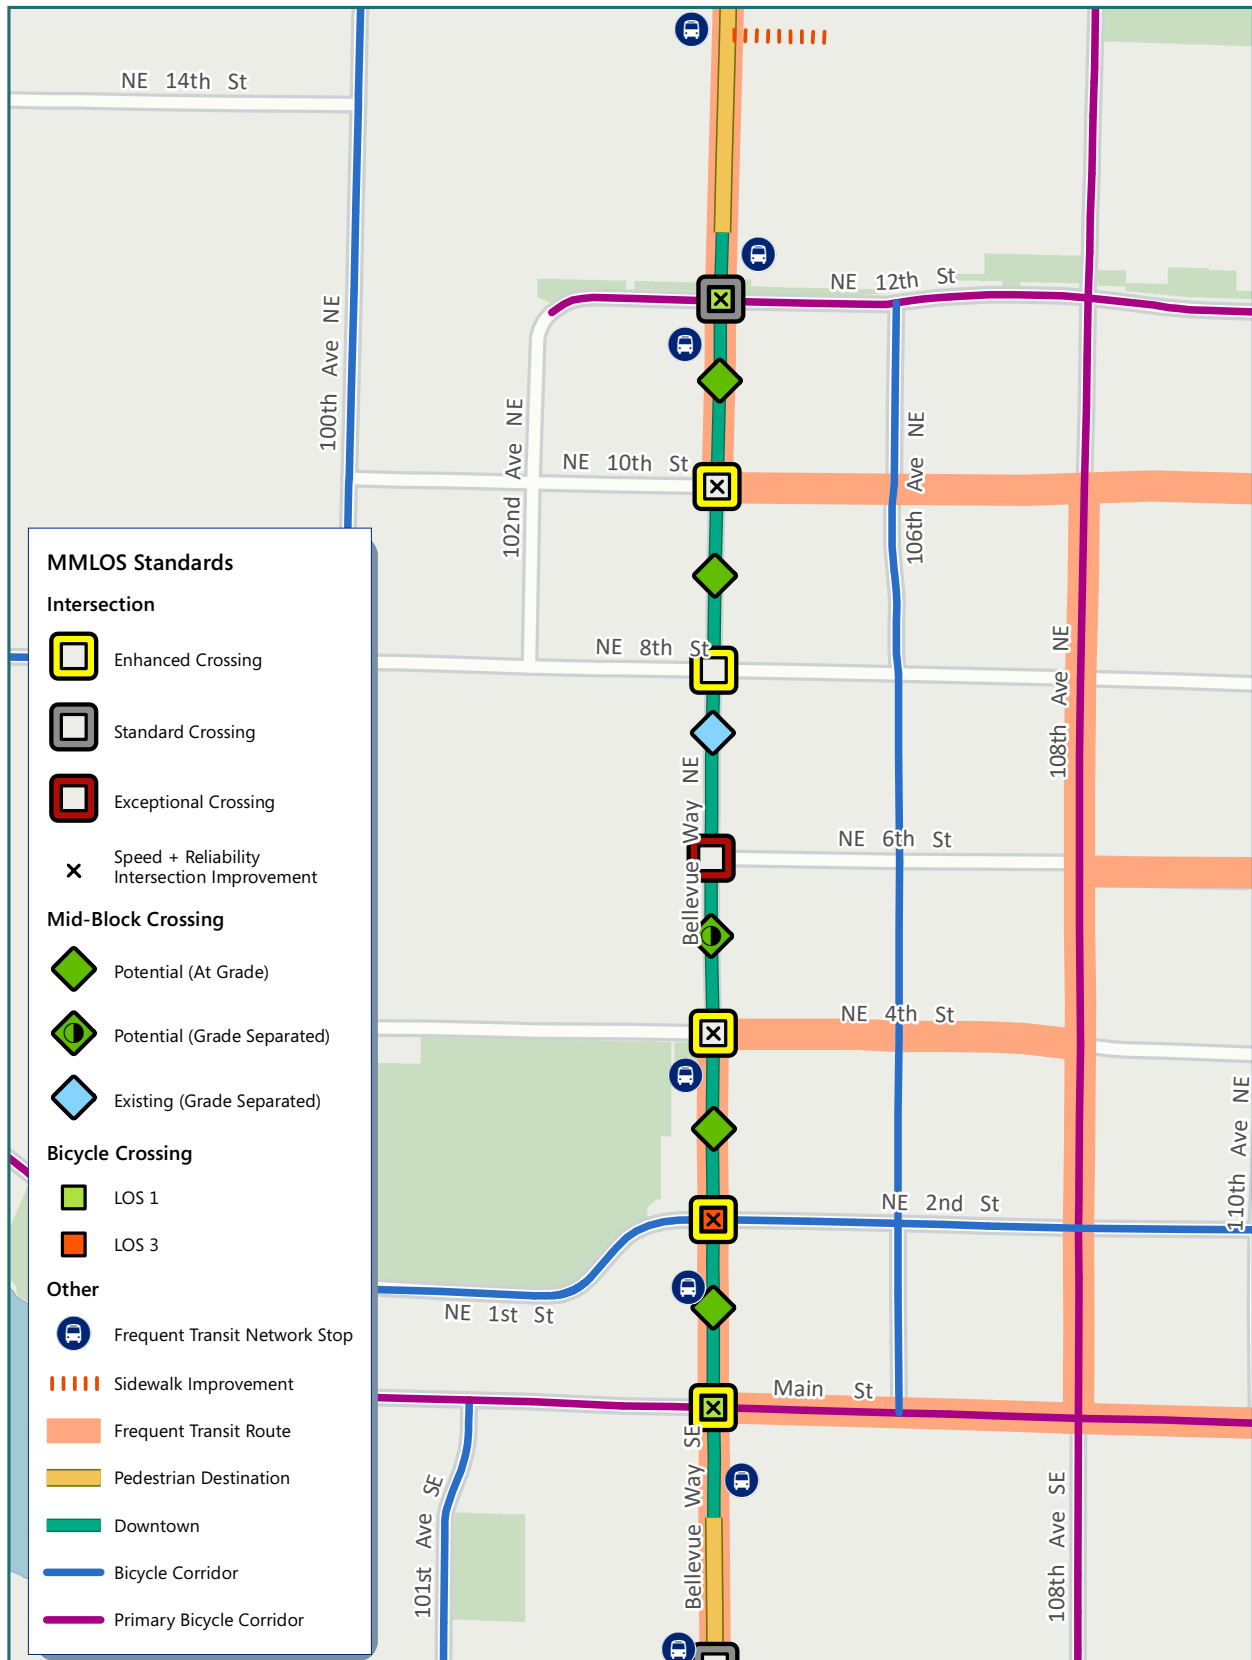 NE 14th St
NE 12th St
100th Ave NE
102nd Ave NE
NE 10th St
106th Ave NE
NE 8th St
108th Ave NE
Bellevue Way NE
NE 6th St
NE 4th St
110th Ave NE
NE 2nd St
NE 1st St
Main St
Bellevue Way SE
101st Ave SE
108th Ave SE
MMLOS Standards
Intersection
Enhanced Crossing
Standard Crossing
Exceptional Crossing
Speed + Reliability
Intersection Improvement
Mid-Block Crossing
Potential (At Grade)
Potential (Grade Separated)
Existing (Grade Separated)
Bicycle Crossing
LOS 1
LOS 3
Other
Frequent Transit Network Stop
Sidewalk Improvement
Frequent Transit Route
Pedestrian Destination
Downtown
Bicycle Corridor
Primary Bicycle Corridor